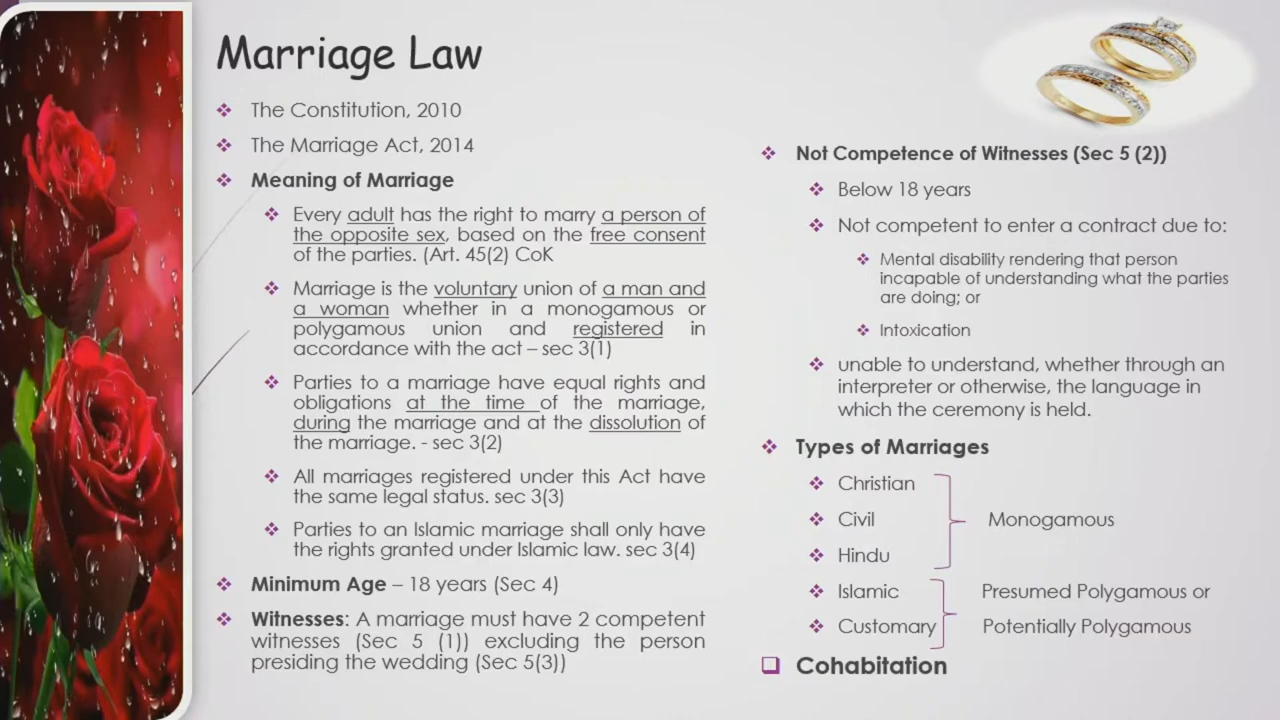 Marriage Law
The Constitution, 2010
The Marriage Act, 2014
Meaning of Marriage
Every adult has the right to marry a person of
the opposite sex, based on the free consent
of the parties. (Art. 45(2) CoK
Marriage is the voluntary union of a man and
a woman whether in a monogamous or
polygamous union and registered in
accordance with the act – sec 3(1)
Parties to a marriage have equal rights and
obligations at the time of the marriage,
during the marriage and at the dissolution of
the marriage. - sec 3(2)
All marriages registered under this Act have
the same legal status. sec 3(3)
Parties to an Islamic marriage shall only have
the rights granted under Islamic law. sec 3(4)
Minimum Age – 18 years (Sec 4)
Witnesses: A marriage must have 2 competent
witnesses (Sec 5 (1)) excluding the person
presiding the wedding (Sec 5(3))
Not Competence of Witnesses (Sec 5 (2))
Below 18 years
Not competent to enter a contract due to:
Mental disability rendering that person
incapable of understanding what the parties
are doing; or
Intoxication
unable to understand, whether through an
interpreter or otherwise, the language in
which the ceremony is held.
Types of Marriages
Christian
Civil Monogamous
Hindu
Islamic Presumed Polygamous or
Customary Potentially Polygamous
Cohabitation